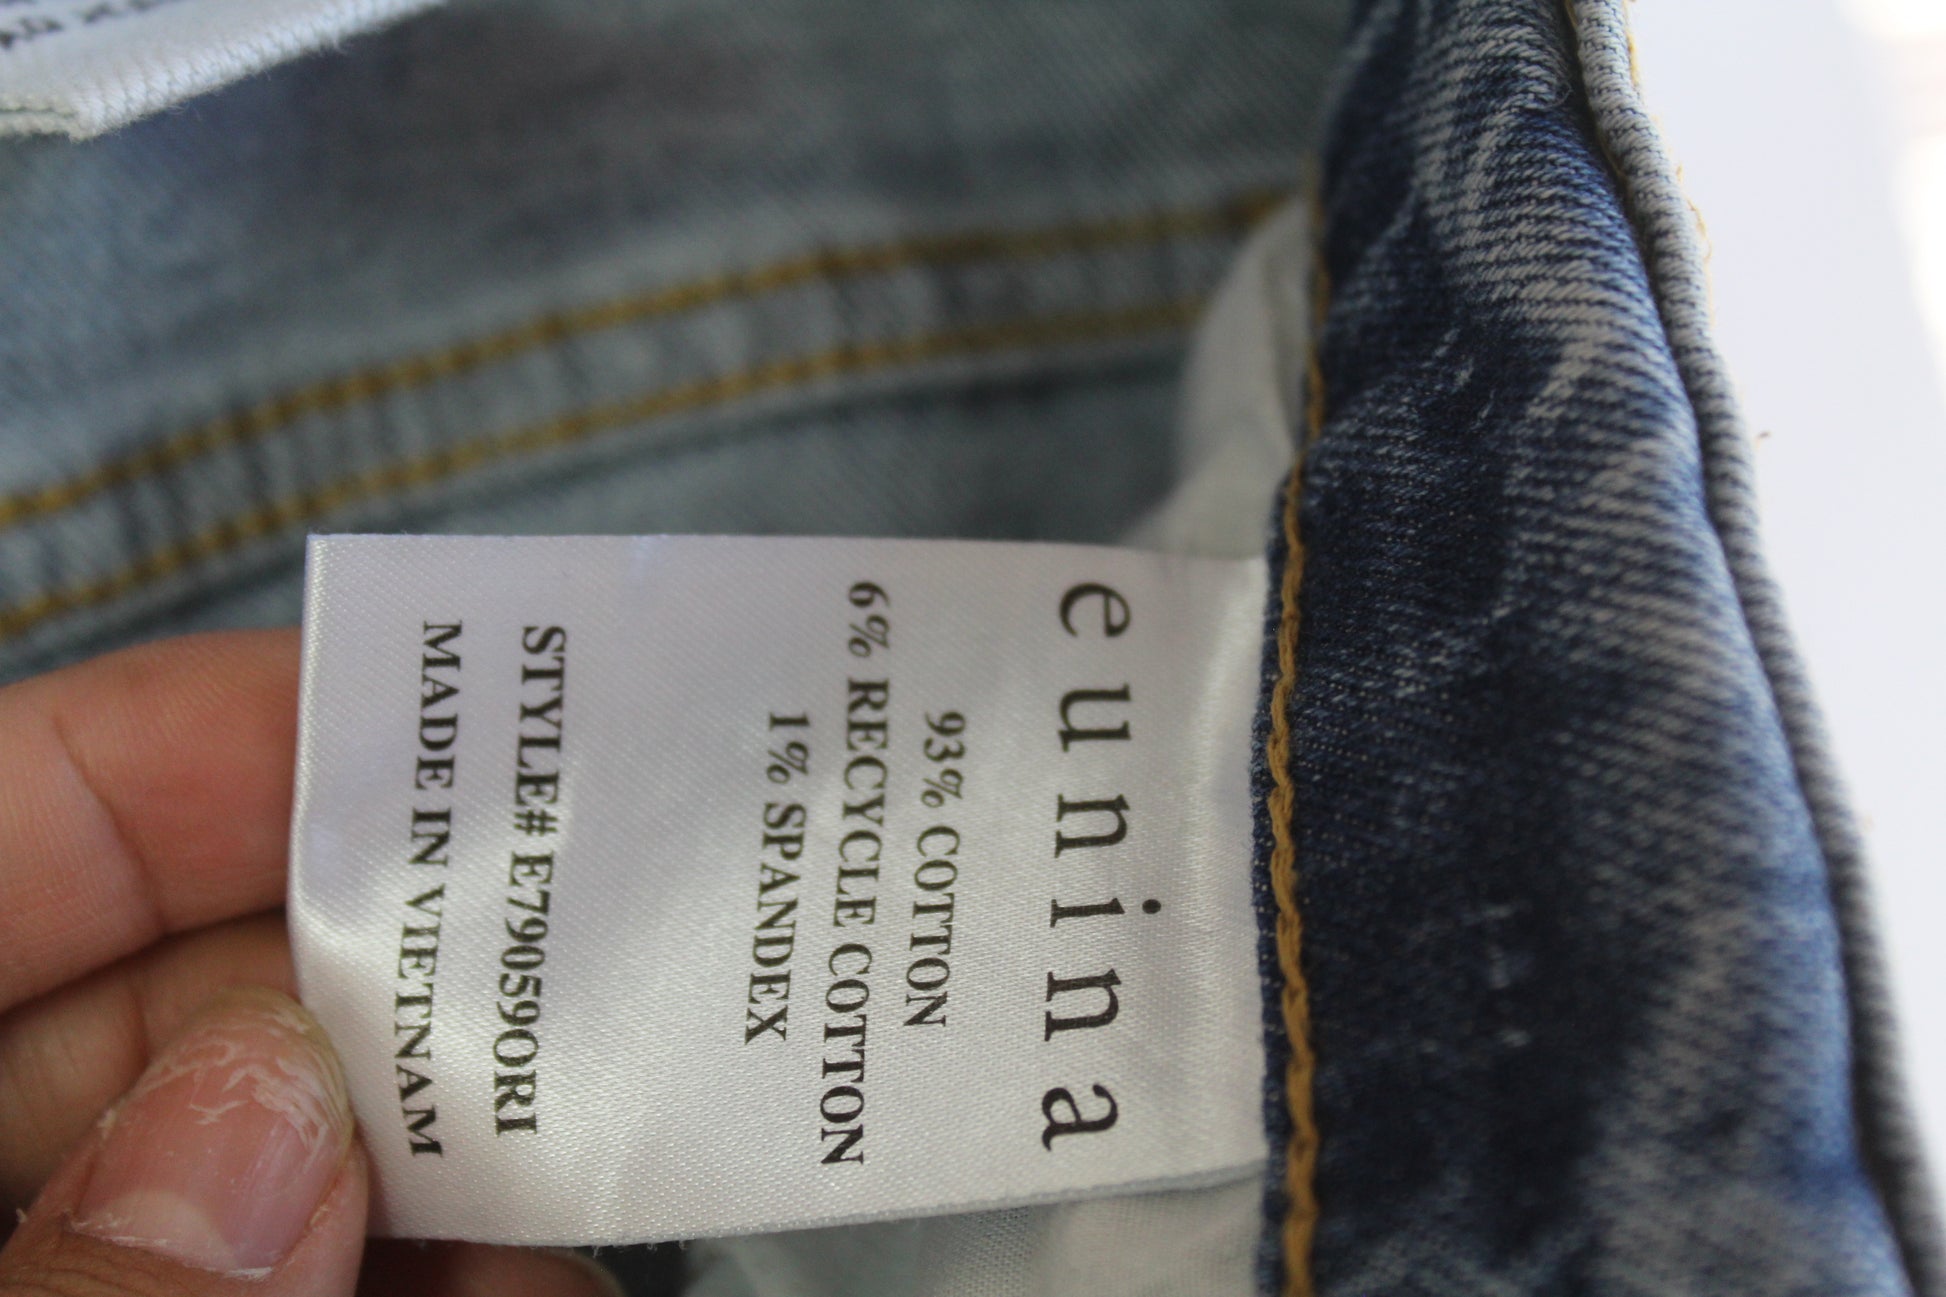 eunina
93% COTTON
6% RECYCLE COTTON
1% SPANDEX
STYLE# E79059ORI
MADE IN VIETNAM